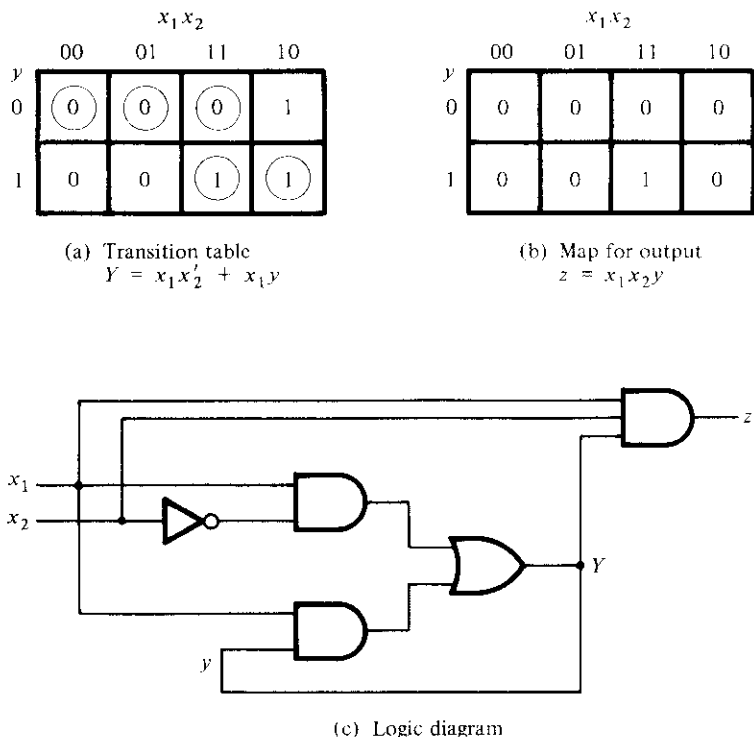 x₁x₂
00 01 11 10
y
0 0 0 0 1
1 0 0 1 1
(a) Transition table
Y = x₁x₂′ + x₁y
x₁x₂
00 01 11 10
y
0 0 0 0 0
1 0 0 1 0
(b) Map for output
z = x₁x₂y
z
x₁
x₂
Y
y
(c) Logic diagram